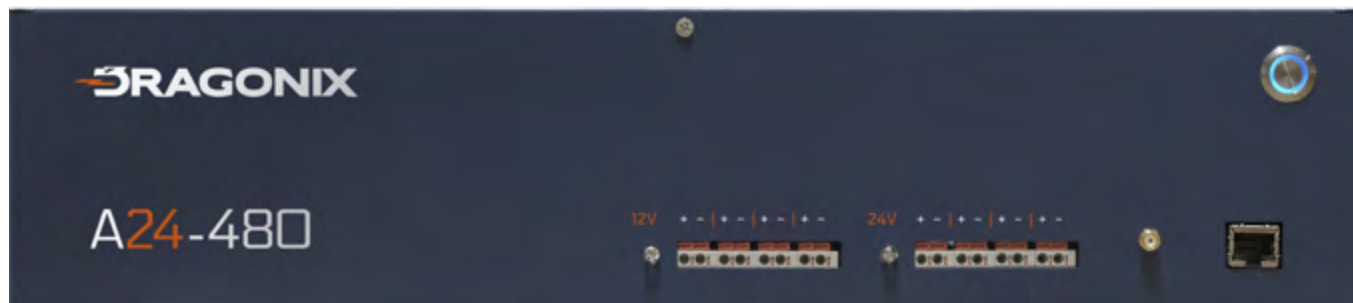 DRAGONIX
A24-480
12V + - | + - | + - | + -
24V + - | + - | + - | + -